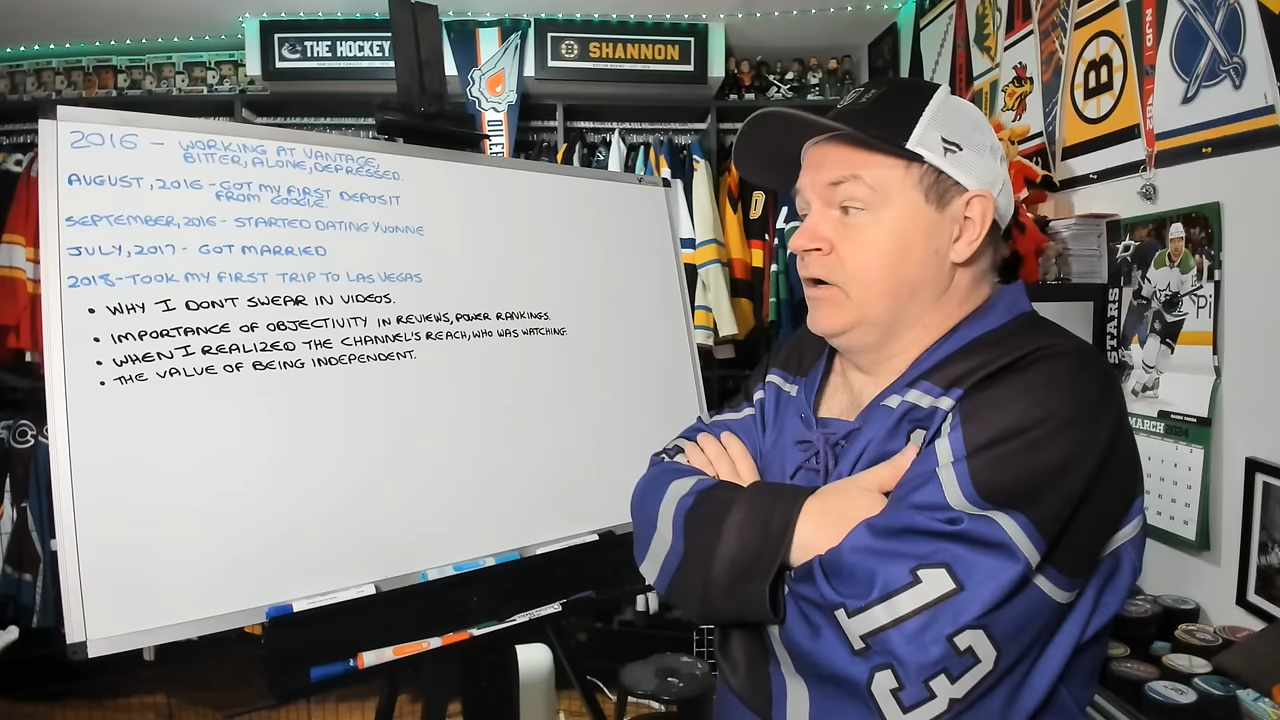 THE HOCKEY
SHANNON
OILERS
2016 - WORKING AT VANTAGE,
BITTER, ALONE, DEPRESSED.
AUGUST, 2016 - GOT MY FIRST DEPOSIT
FROM GOOGLE.
SEPTEMBER, 2016 - STARTED DATING YVONNE
JULY, 2017 - GOT MARRIED
2018 - TOOK MY FIRST TRIP TO LAS VEGAS
• WHY I DON'T SWEAR IN VIDEOS.
• IMPORTANCE OF OBJECTIVITY IN REVIEWS, POWER RANKINGS.
• WHEN I REALIZED THE CHANNEL'S REACH, WHO WAS WATCHING.
• THE VALUE OF BEING INDEPENDENT.
B
STARS
MARCH 2024
13